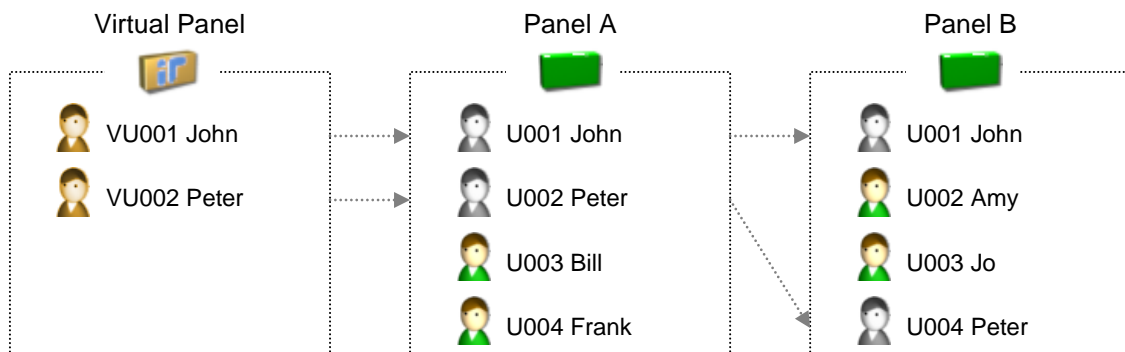 Virtual Panel
Panel A
Panel B
ir
VU001 John
U001 John
U001 John
VU002 Peter
U002 Peter
U002 Amy
U003 Bill
U003 Jo
U004 Frank
U004 Peter